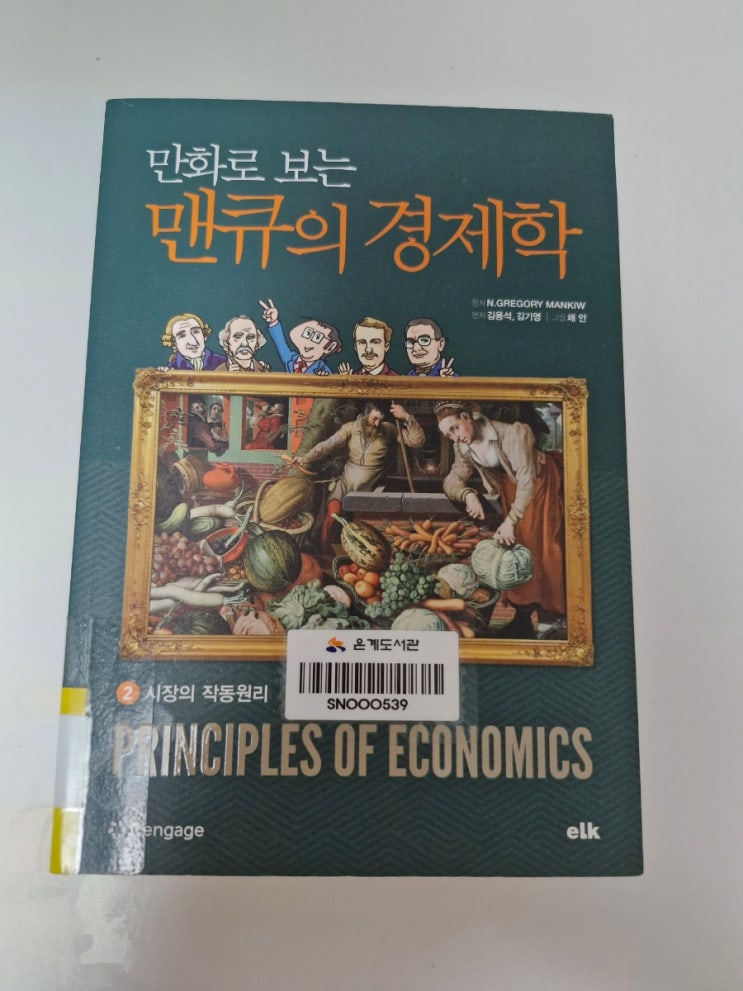 만화로 보는
맨큐의 경제학
원저 N.GREGORY MANKIW
편저 김용석, 김기영 | 그림 채 안
은계도서관
SNOOO539
2 시장의 작동원리
PRINCIPLES OF ECONOMICS
engage
elk